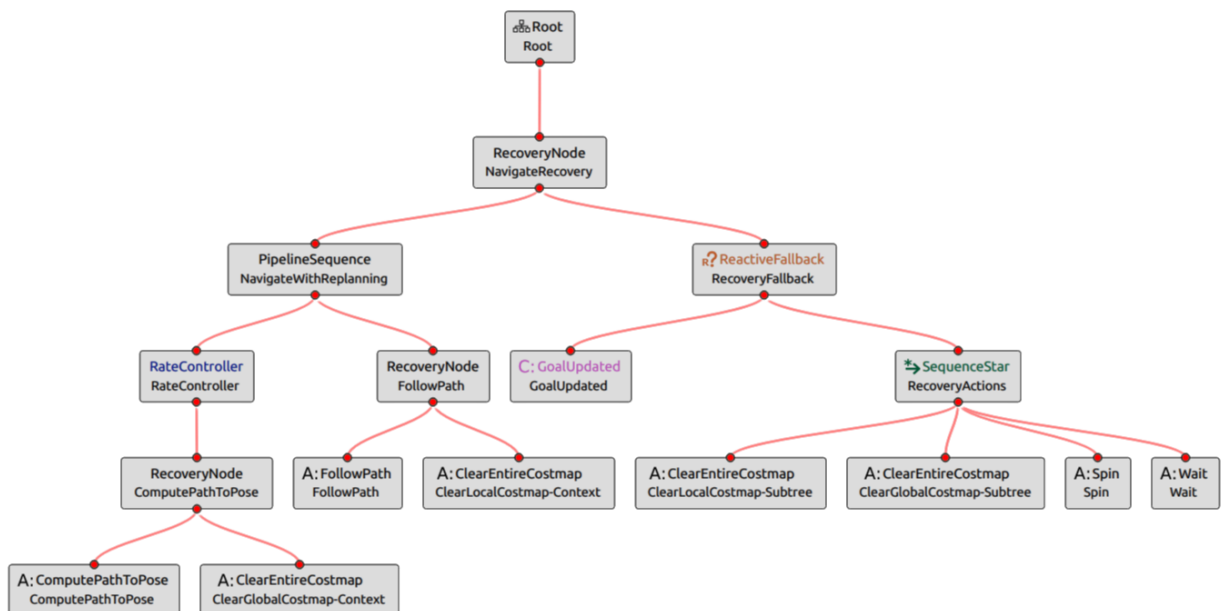 Root
Root
RecoveryNode
NavigateRecovery
PipelineSequence
NavigateWithReplanning
R? ReactiveFallback
RecoveryFallback
RateController
RateController
RecoveryNode
FollowPath
C: GoalUpdated
GoalUpdated
SequenceStar
RecoveryActions
RecoveryNode
ComputePathToPose
A: FollowPath
FollowPath
A: ClearEntireCostmap
ClearLocalCostmap-Context
A: ClearEntireCostmap
ClearLocalCostmap-Subtree
A: ClearEntireCostmap
ClearGlobalCostmap-Subtree
A: Spin
Spin
A: Wait
Wait
A: ComputePathToPose
ComputePathToPose
A: ClearEntireCostmap
ClearGlobalCostmap-Context